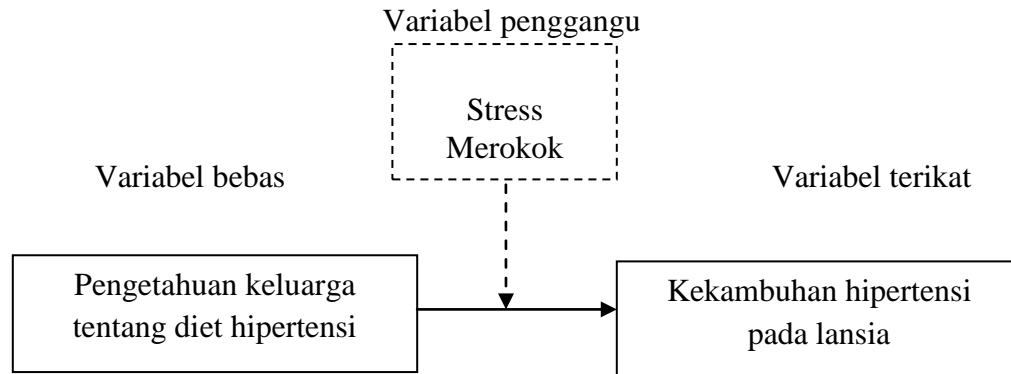 Variabel penggangu
Stress
Merokok
Variabel bebas
Variabel terikat
Pengetahuan keluarga
tentang diet hipertensi
Kekambuhan hipertensi
pada lansia